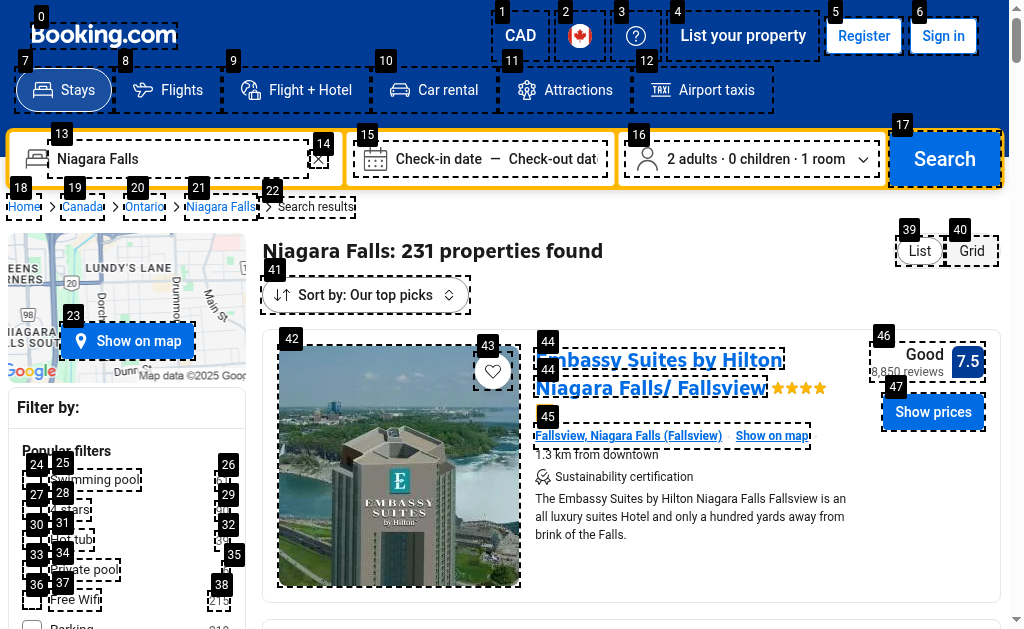 Booking.com
CAD
List your property
Register
Sign in
Stays
Flights
Flight + Hotel
Car rental
Attractions
Airport taxis
Niagara Falls
Check-in date — Check-out dat
2 adults · 0 children · 1 room
Search
Home > Canada > Ontario > Niagara Falls > Search results
Niagara Falls: 231 properties found
List
Grid
Sort by: Our top picks
LUNDY'S LANE
Main St
Show on map
Google
Map data ©2025 Goog
Filter by:
Popular filters
Swimming pool
4 stars
Hot tub
Private pool
Free Wifi
215
Parking
Embassy Suites by Hilton
Niagara Falls/ Fallsview
Good
8,850 reviews
7.5
Show prices
Fallsview, Niagara Falls (Fallsview)
Show on map
1.3 km from downtown
Sustainability certification
The Embassy Suites by Hilton Niagara Falls Fallsview is an
all luxury suites Hotel and only a hundred yards away from
brink of the Falls.
E
EMBASSY
SUITES
by Hilton
0
1
2
3
4
5
6
7
8
9
10
11
12
13
14
15
16
17
18
19
20
21
22
23
24
25
26
27
28
29
30
31
32
33
34
35
36
37
38
39
40
41
42
43
44
44
45
46
47
20
98